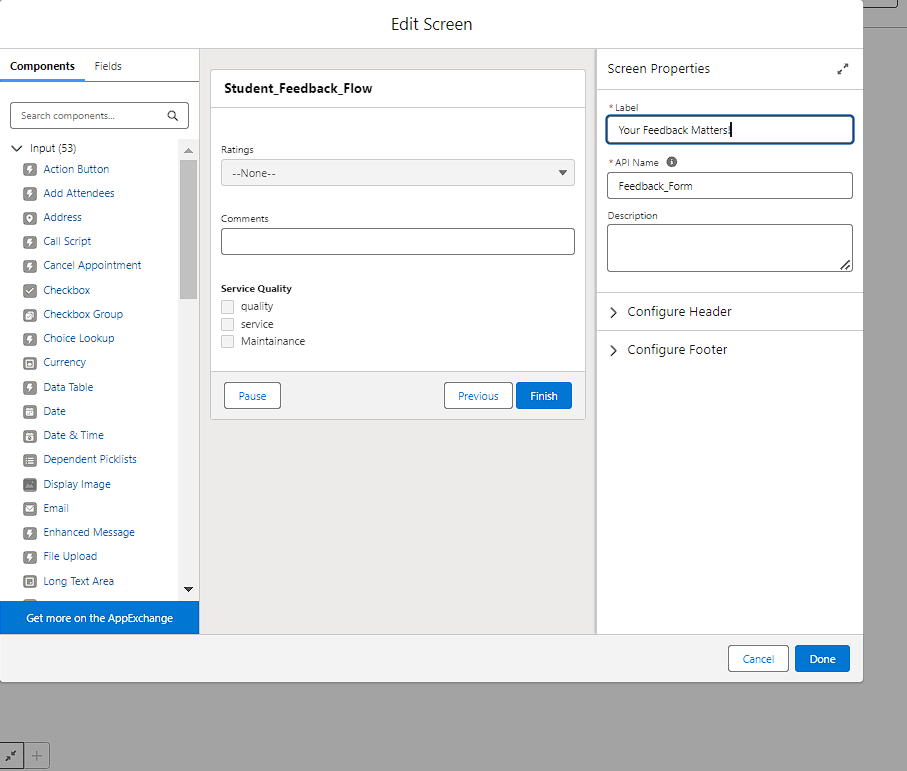 Edit Screen
Components
Fields
Search components...
Input (53)
Action Button
Add Attendees
Address
Call Script
Cancel Appointment
Checkbox
Checkbox Group
Choice Lookup
Currency
Data Table
Date
Date & Time
Dependent Picklists
Display Image
Email
Enhanced Message
File Upload
Long Text Area
Get more on the AppExchange
Student_Feedback_Flow
Ratings
--None--
Comments
Service Quality
quality
service
Maintainance
Pause
Previous
Finish
Screen Properties
* Label
Your Feedback Matters!
* API Name
Feedback_Form
Description
Configure Header
Configure Footer
Cancel
Done